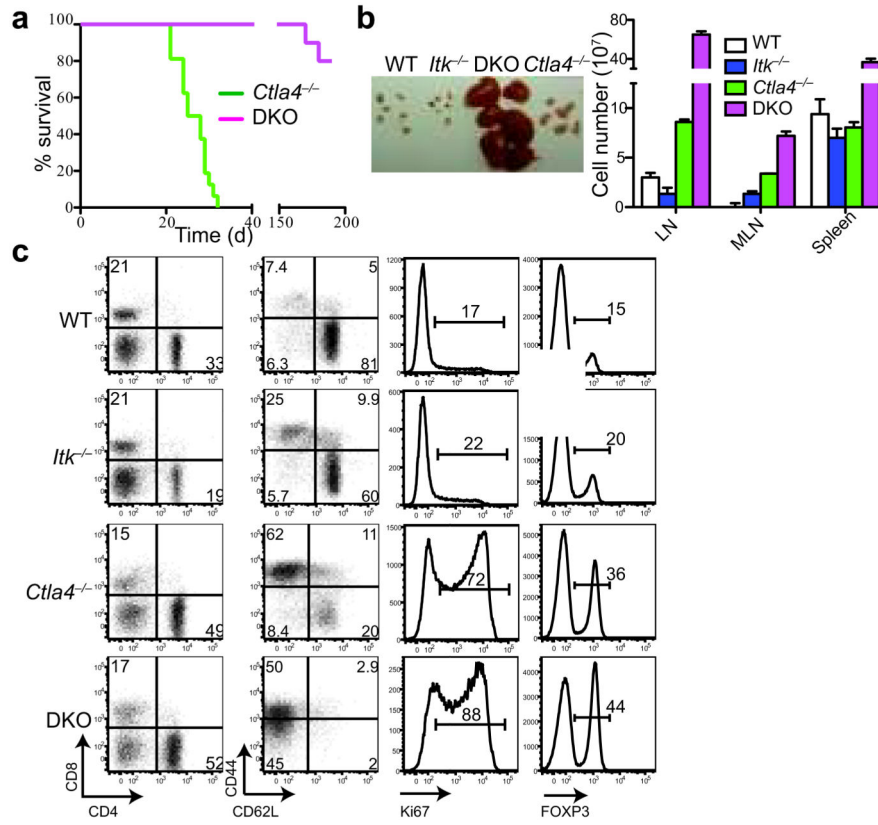 a
% survival
100
80
60
40
20
0
0
20
40
150
200
Time (d)
Ctla4–/–
DKO
b
WT Itk–/– DKO Ctla4–/–
Cell number (10⁷)
80
40
10
5
0
WT
Itk–/–
Ctla4–/–
DKO
LN
MLN
Spleen
c
WT
21
33
7.4
5
6.3
81
17
15
Itk–/–
21
19
25
9.9
5.7
60
22
20
Ctla4–/–
15
49
62
11
8.4
20
72
36
DKO
17
52
50
2.9
45
2
88
44
CD8
CD4
CD44
CD62L
Ki67
FOXP3